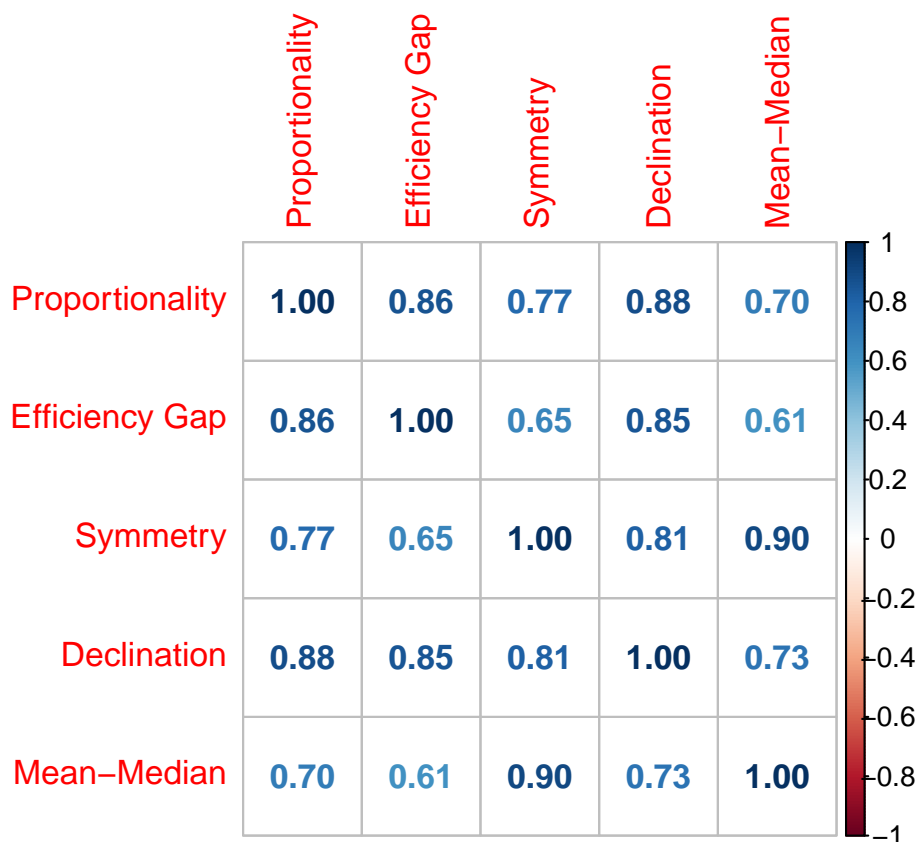 Proportionality
Efficiency Gap
Symmetry
Declination
Mean−Median
Proportionality 1.00 0.86 0.77 0.88 0.70
Efficiency Gap 0.86 1.00 0.65 0.85 0.61
Symmetry 0.77 0.65 1.00 0.81 0.90
Declination 0.88 0.85 0.81 1.00 0.73
Mean−Median 0.70 0.61 0.90 0.73 1.00
1
0.8
0.6
0.4
0.2
0
−0.2
−0.4
−0.6
−0.8
−1